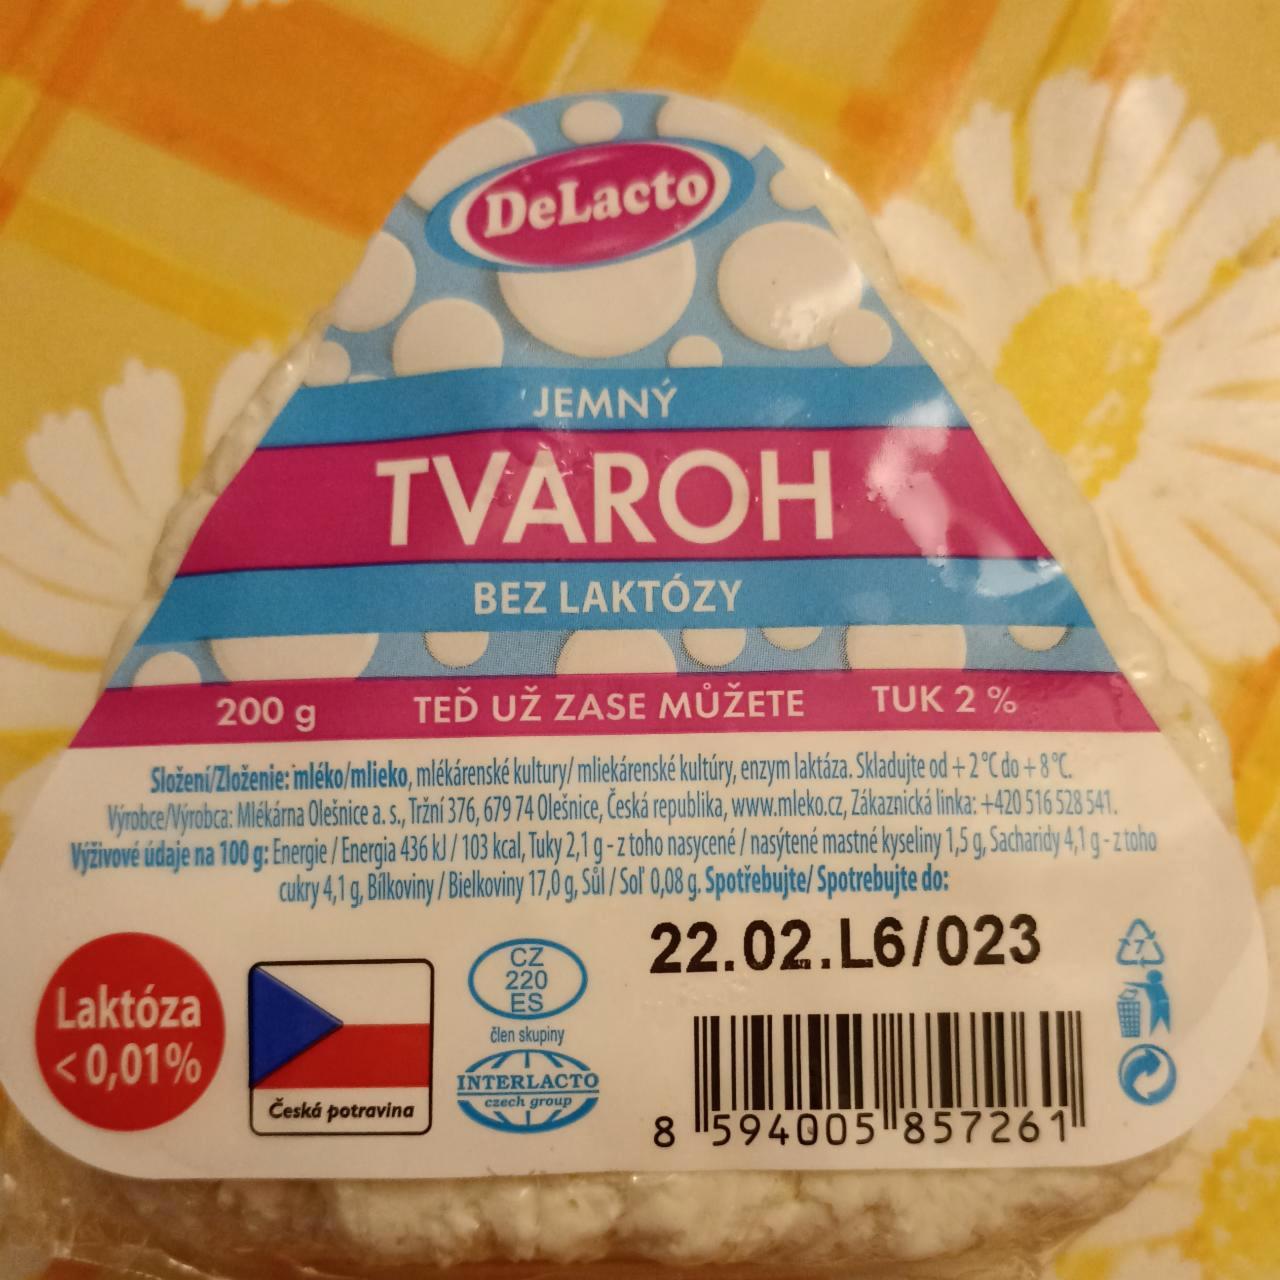 DeLacto
JEMNÝ
TVAROH
BEZ LAKTÓZY
200 g TEĎ UŽ ZASE MŮŽETE TUK 2 %
Složení/Zloženie: mléko/mlieko, mlékárenské kultury/ mliekárenské kultúry, enzym laktáza. Skladujte od + 2 °C do + 8 °C.
Výrobce/Výrobca: Mlékárna Olešnice a. s., Tržní 376, 679 74 Olešnice, Česká republika, www.mleko.cz, Zákaznická linka: +420 516 528 541.
Výživové údaje na 100 g: Energie / Energia 436 kJ / 103 kcal, Tuky 2,1 g - z toho nasycené / nasýtené mastné kyseliny 1,5 g, Sacharidy 4,1 g - z toho
cukry 4,1 g, Bílkoviny / Bielkoviny 17,0 g, Sůl / Soľ 0,08 g. Spotřebujte/ Spotrebujte do:
22.02.L6/023
Laktóza
< 0,01%
Česká potravina
CZ
220
ES
člen skupiny
INTERLACTO
czech group
7
8 594005 857261